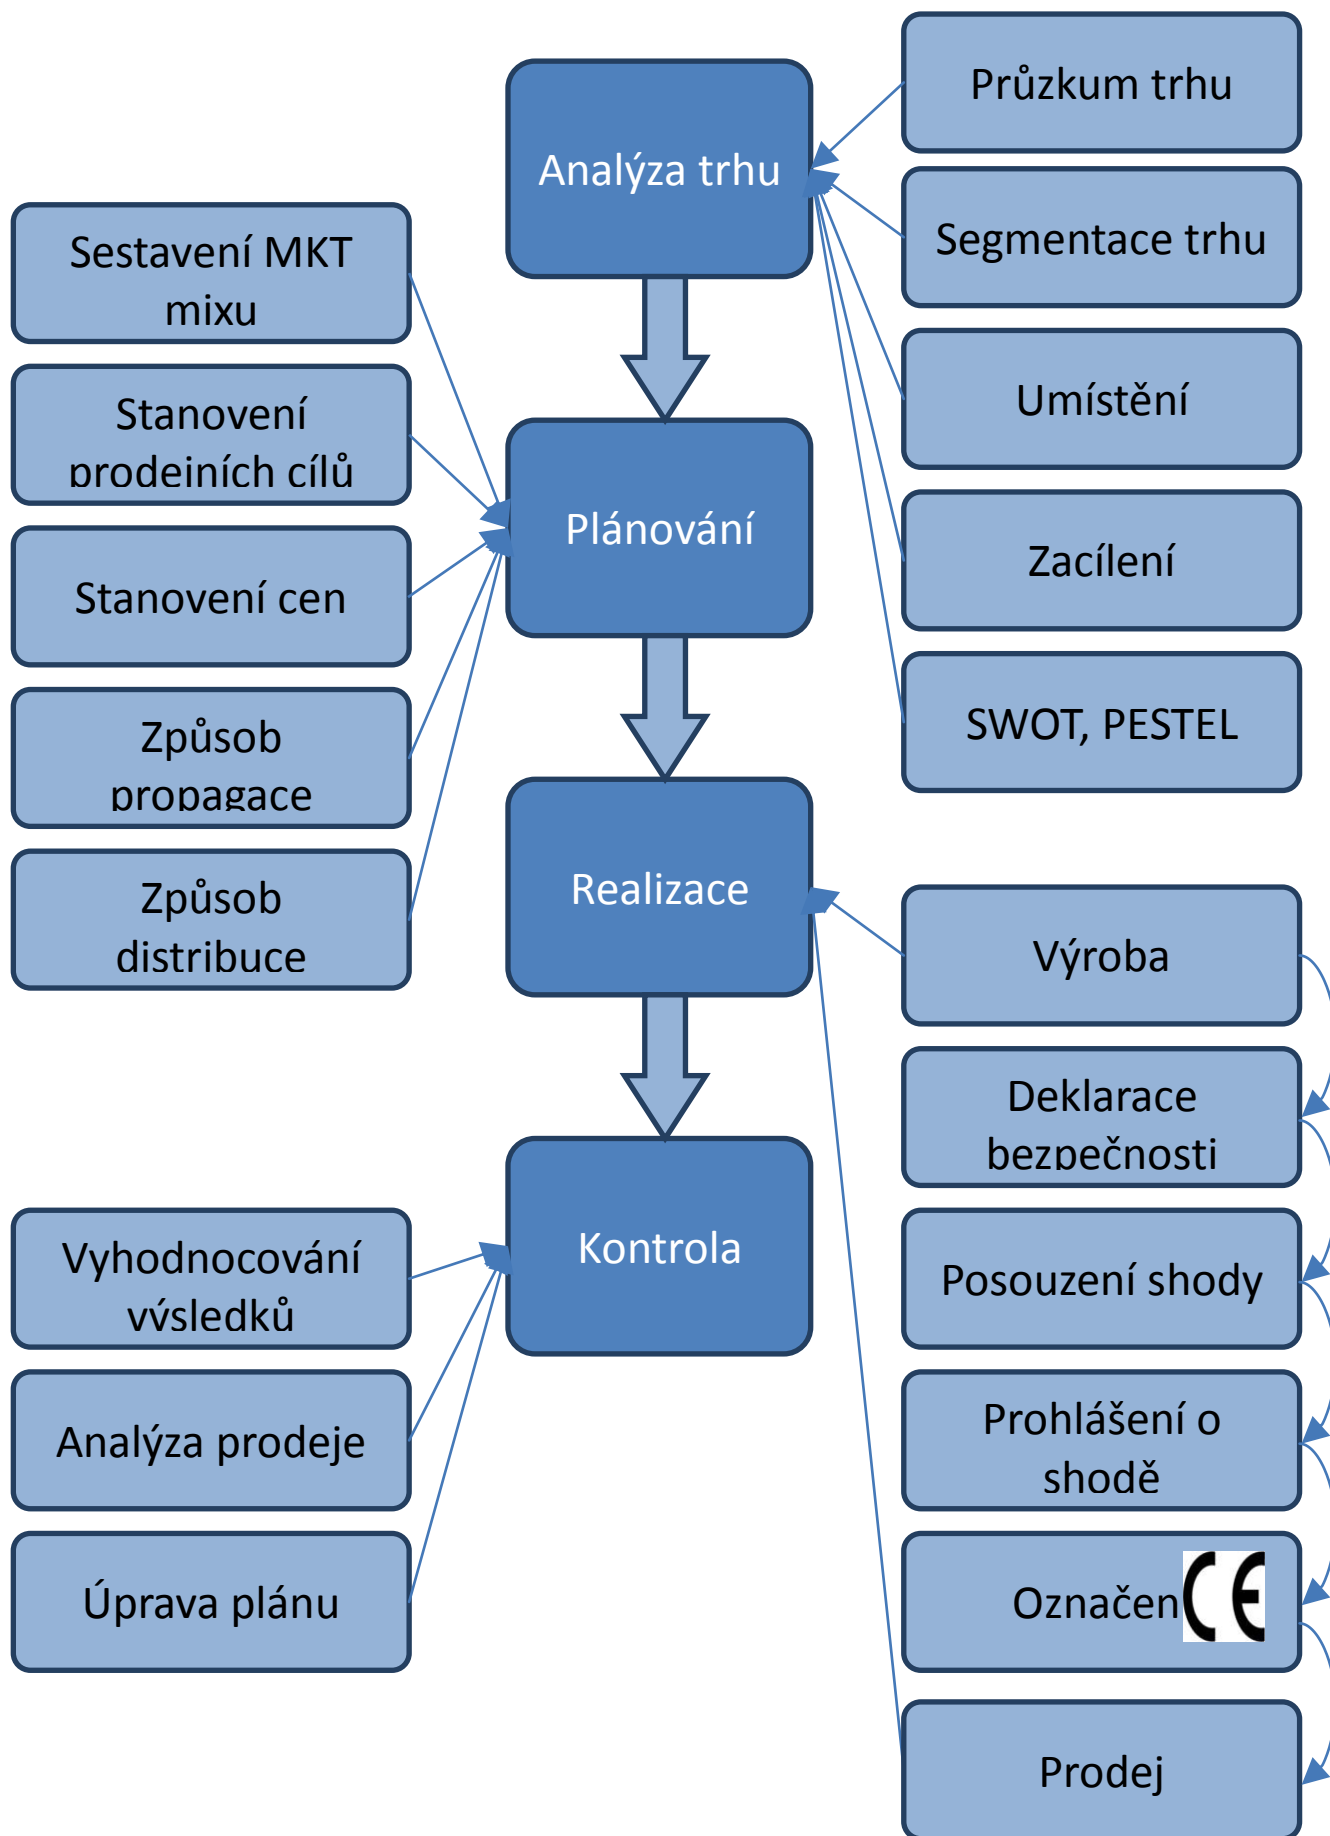 Analýza trhu
Průzkum trhu
Segmentace trhu
Umístění
Zacílení
SWOT, PESTEL
Sestavení MKT
mixu
Stanovení
prodejních cílů
Stanovení cen
Způsob
propagace
Způsob
distribuce
Plánování
Realizace
Výroba
Deklarace
bezpečnosti
Posouzení shody
Prohlášení o
shodě
Označen CE
Prodej
Kontrola
Vyhodnocování
výsledků
Analýza prodeje
Úprava plánu